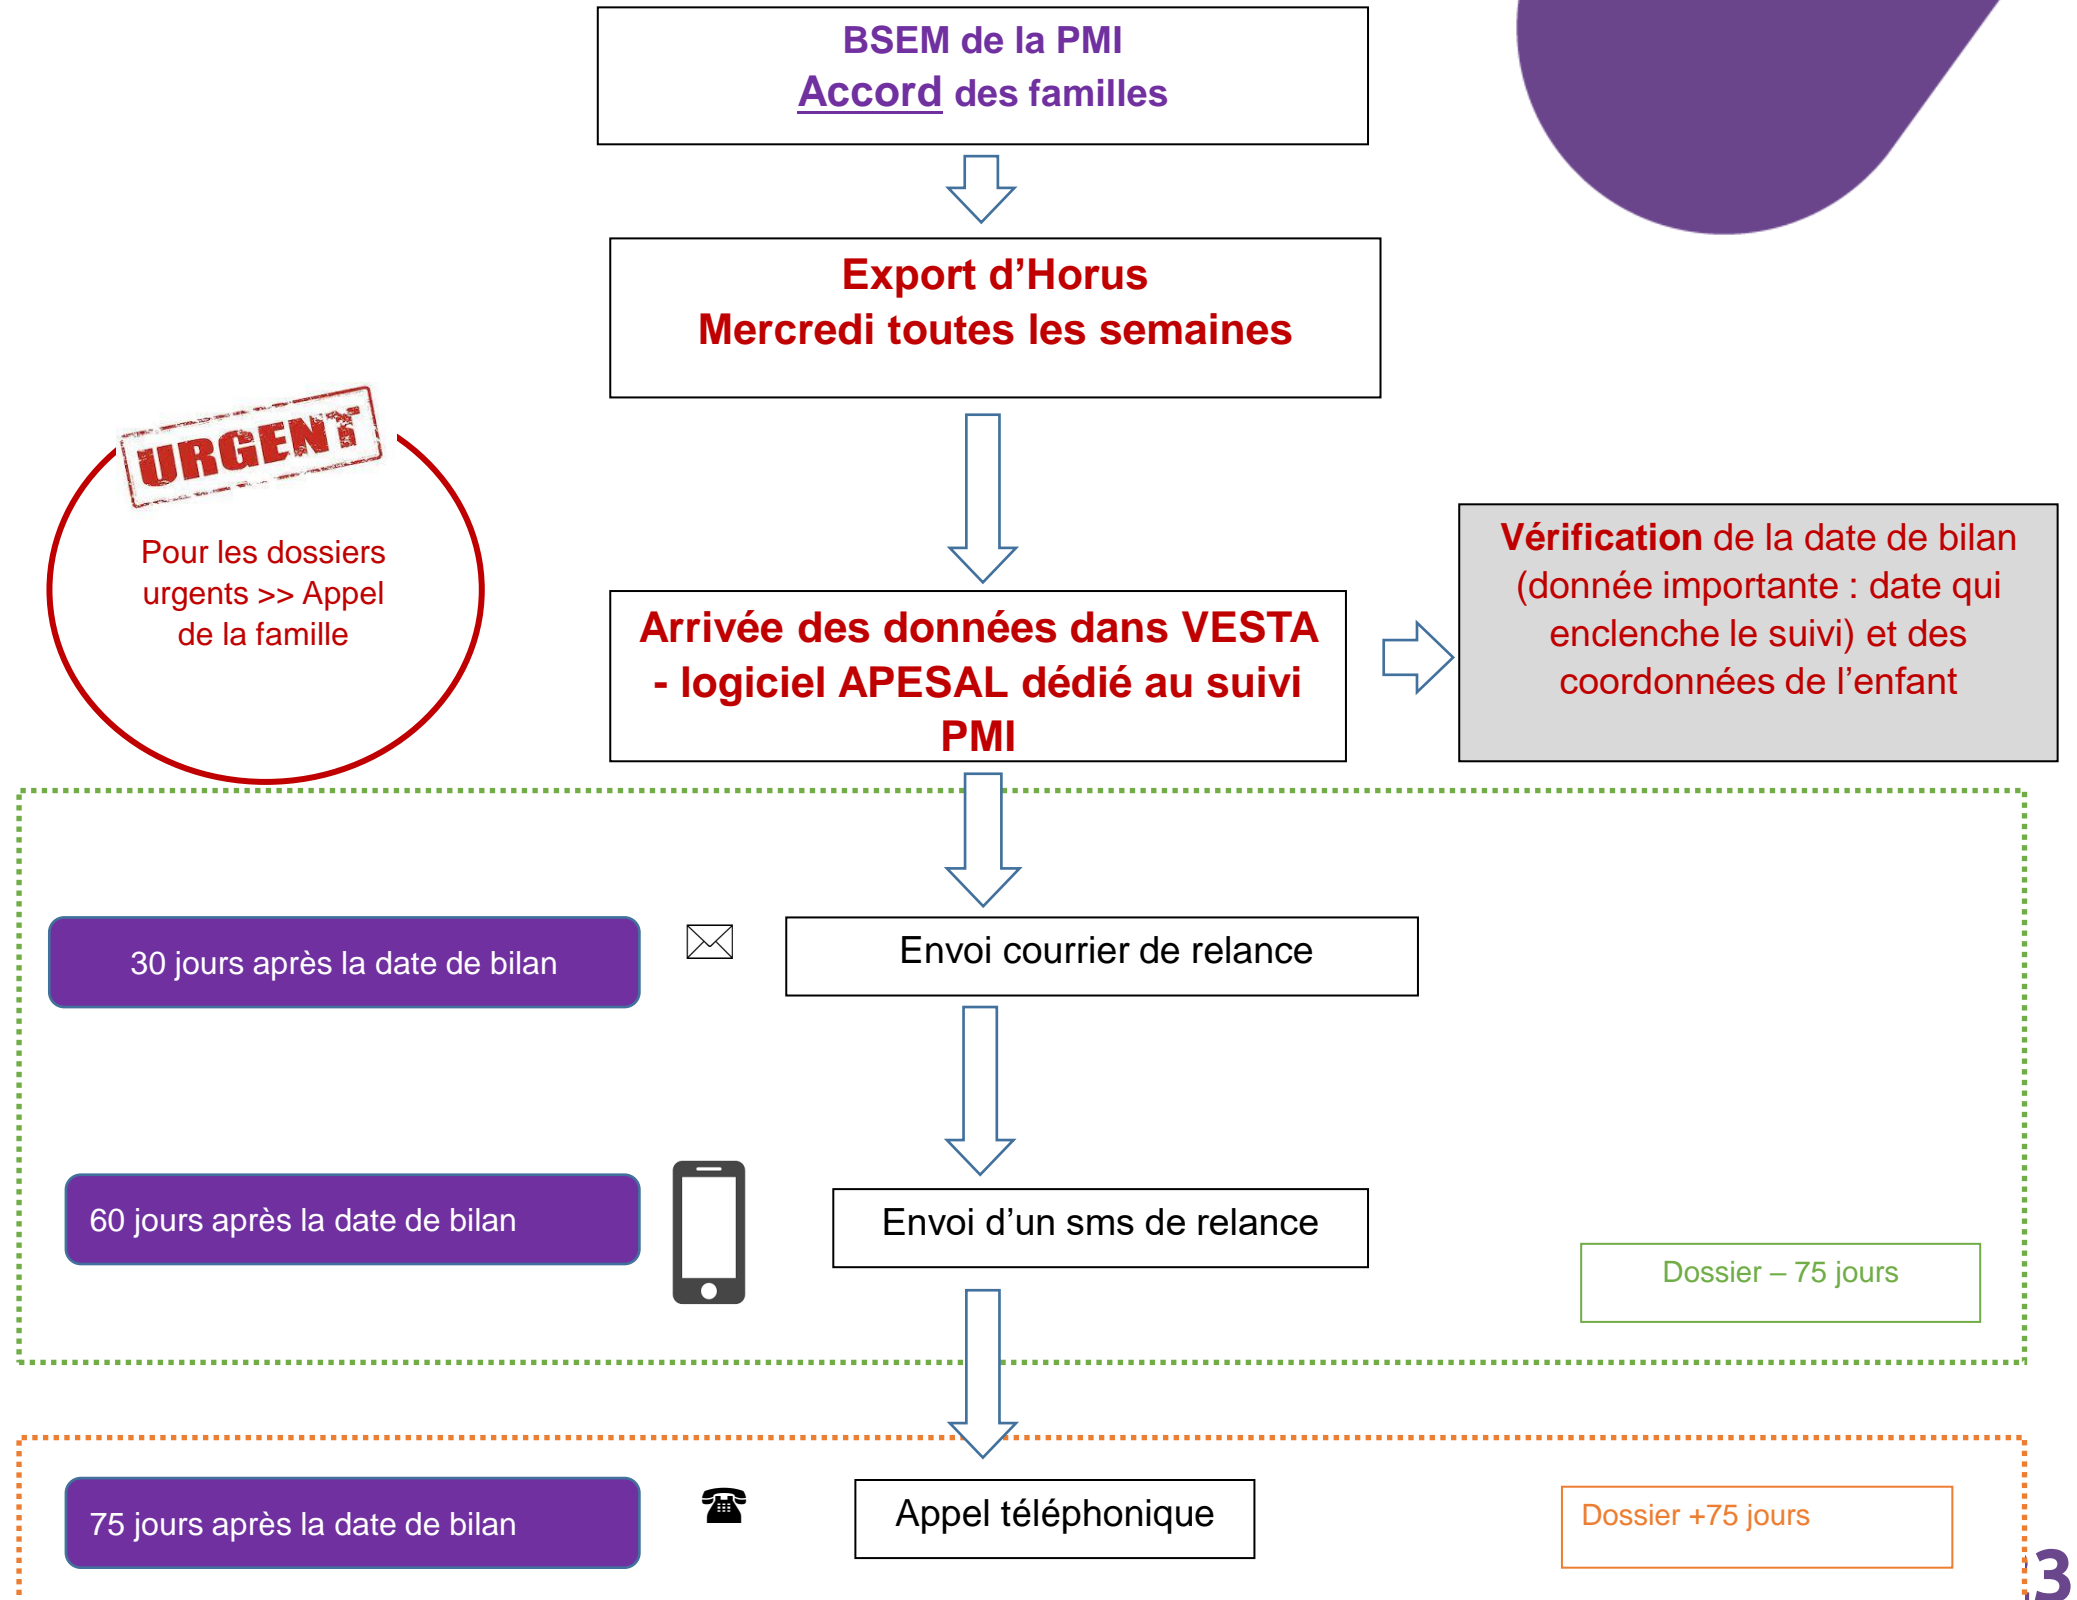 BSEM de la PMI
Accord des familles
Export d’Horus
Mercredi toutes les semaines
URGENT
Pour les dossiers
urgents >> Appel
de la famille
Arrivée des données dans VESTA
- logiciel APESAL dédié au suivi
PMI
Vérification de la date de bilan
(donnée importante : date qui
enclenche le suivi) et des
coordonnées de l’enfant
30 jours après la date de bilan
Envoi courrier de relance
60 jours après la date de bilan
Envoi d’un sms de relance
Dossier – 75 jours
75 jours après la date de bilan
Appel téléphonique
Dossier +75 jours
3